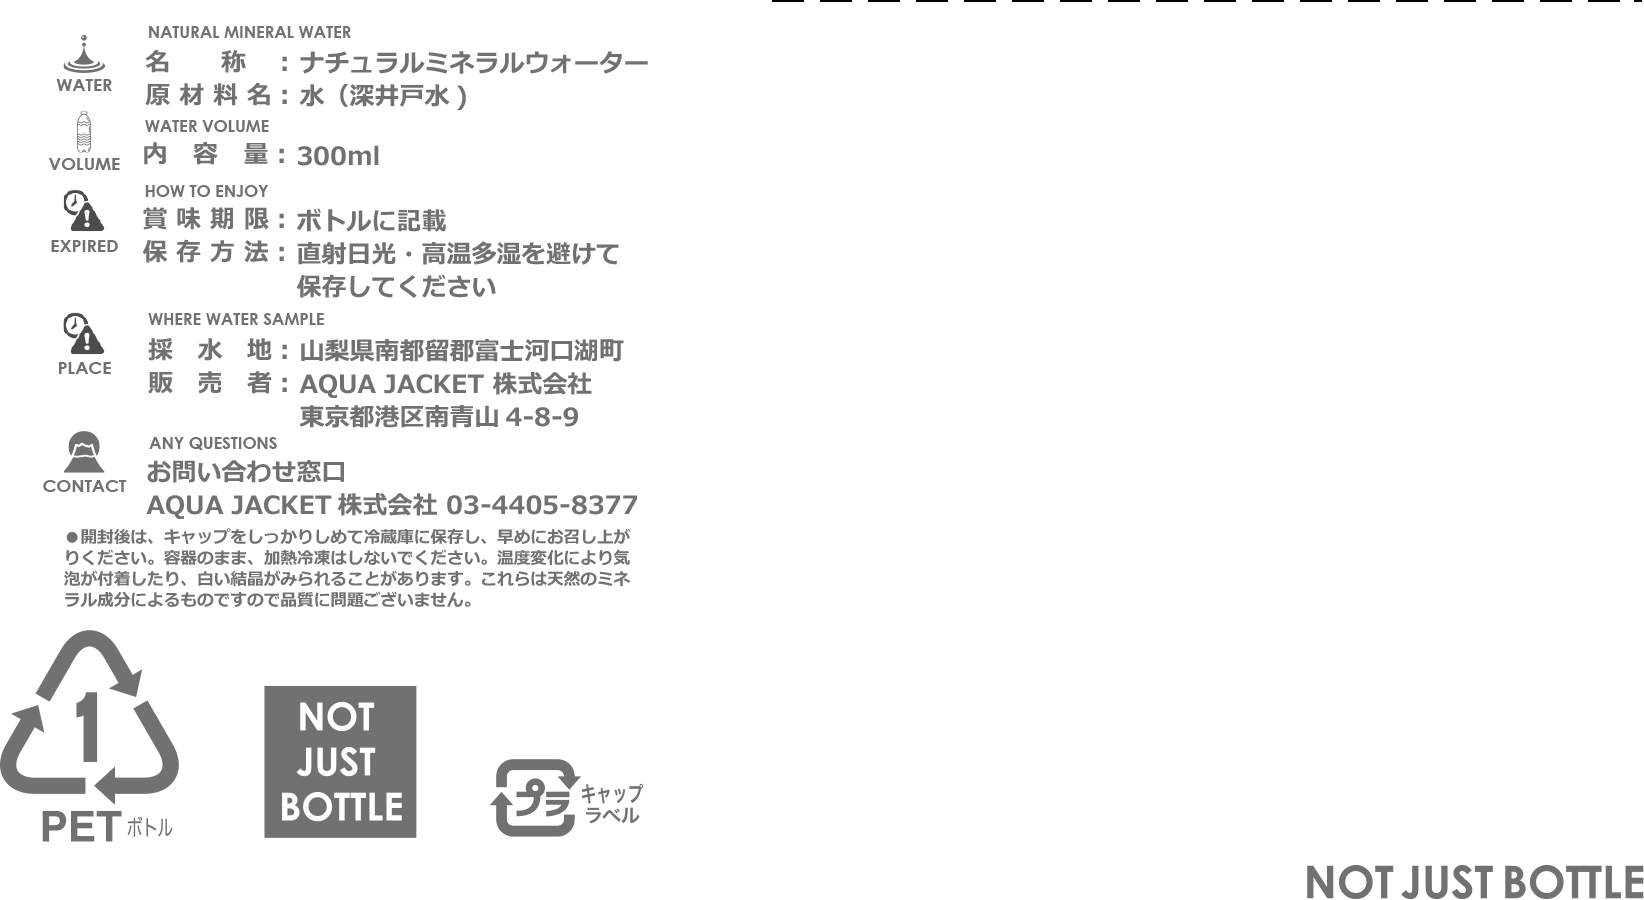 NATURAL MINERAL WATER
WATER
名　　称　：ナチュラルミネラルウォーター
原 材 料 名：水（深井戸水)
WATER VOLUME
VOLUME
内　容　量：300ml
HOW TO ENJOY
EXPIRED
賞 味 期 限：ボトルに記載
保 存 方 法：直射日光・高温多湿を避けて
保存してください
WHERE WATER SAMPLE
PLACE
採　水　地：山梨県南都留郡富士河口湖町
販　売　者：AQUA JACKET 株式会社
東京都港区南青山 4-8-9
ANY QUESTIONS
CONTACT
お問い合わせ窓口
AQUA JACKET 株式会社 03-4405-8377
●開封後は、キャップをしっかりしめて冷蔵庫に保存し、早めにお召し上が
りください。容器のまま、加熱冷凍はしないでください。温度変化により気
泡が付着したり、白い結晶がみられることがあります。これらは天然のミネ
ラル成分によるものですので品質に問題ございません。
1
PET ボトル
NOT
JUST
BOTTLE
プラ
キャップ
ラベル
NOT JUST BOTTLE